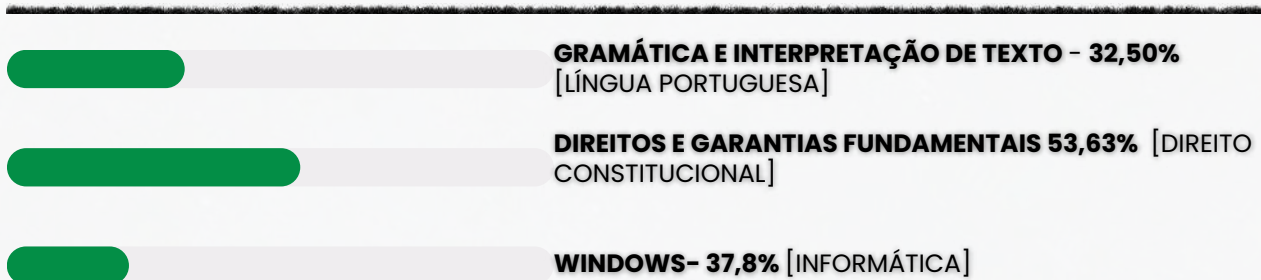 GRAMÁTICA E INTERPRETAÇÃO DE TEXTO - 32,50%
[LÍNGUA PORTUGUESA]
DIREITOS E GARANTIAS FUNDAMENTAIS 53,63% [DIREITO
CONSTITUCIONAL]
WINDOWS- 37,8% [INFORMÁTICA]